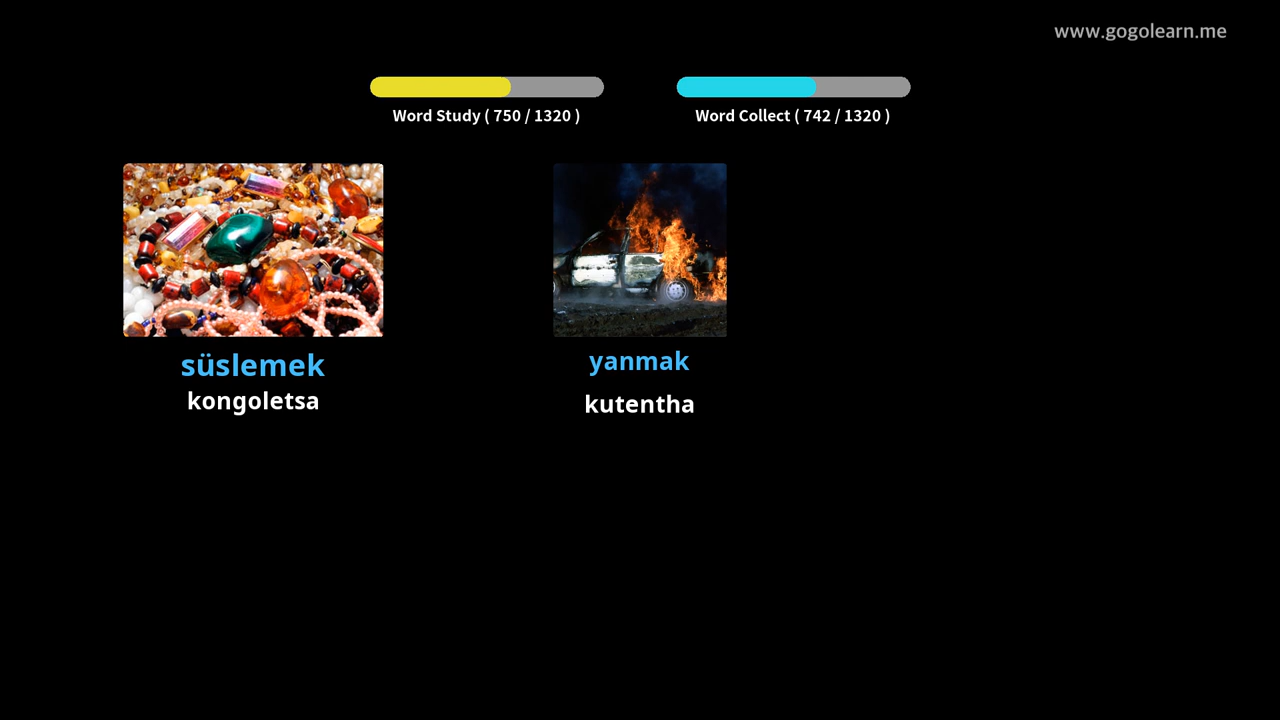 www.gogolearn.me
Word Study ( 750 / 1320 )
Word Collect ( 742 / 1320 )
süslemek
kongoletsa
yanmak
kutentha